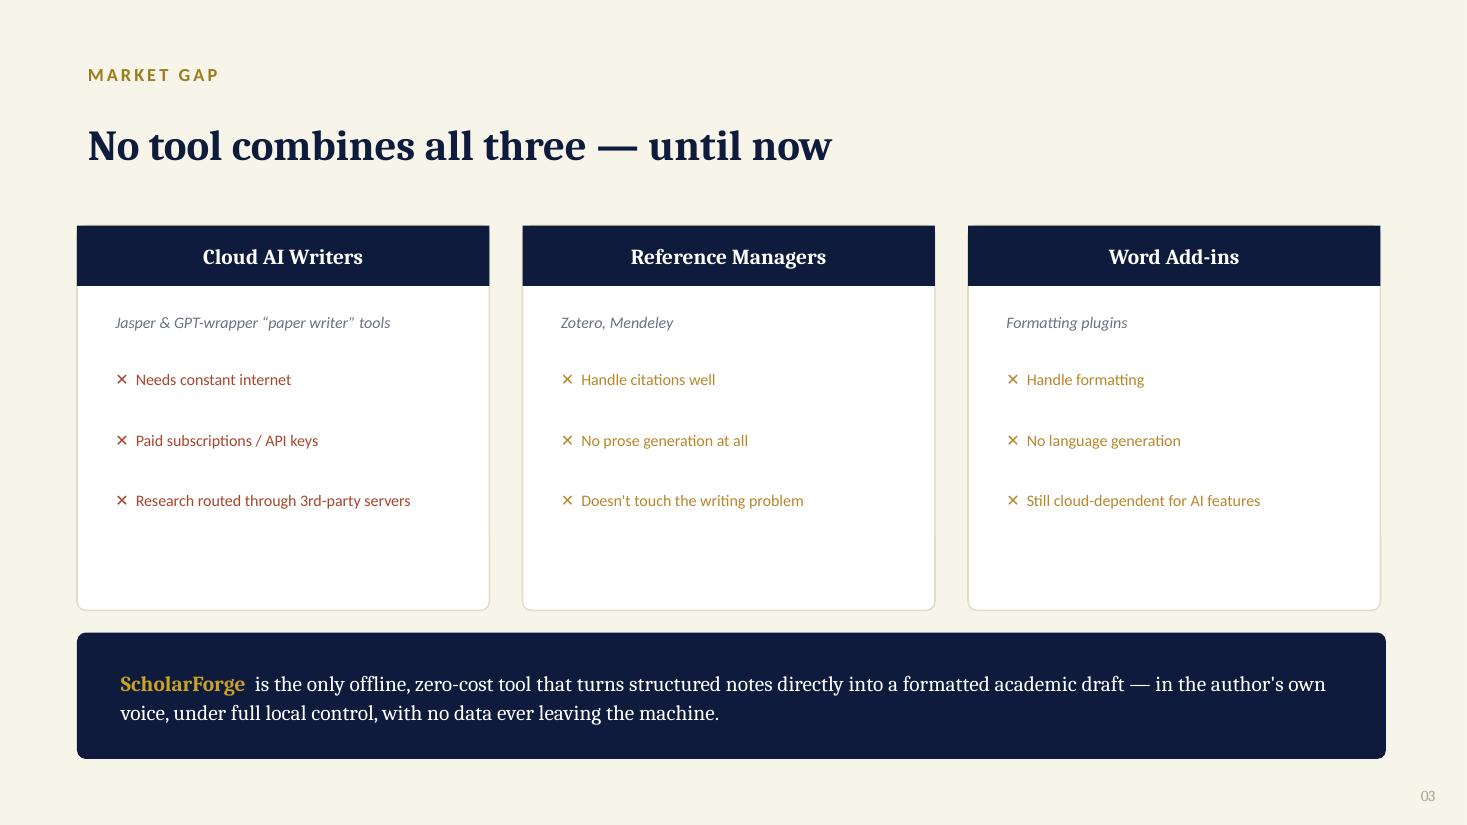 MARKET GAP
No tool combines all three — until now
Cloud AI Writers
Jasper & GPT-wrapper “paper writer” tools
✕ Needs constant internet
✕ Paid subscriptions / API keys
✕ Research routed through 3rd-party servers
Reference Managers
Zotero, Mendeley
✕ Handle citations well
✕ No prose generation at all
✕ Doesn't touch the writing problem
Word Add-ins
Formatting plugins
✕ Handle formatting
✕ No language generation
✕ Still cloud-dependent for AI features
ScholarForge is the only offline, zero-cost tool that turns structured notes directly into a formatted academic draft — in the author's own
voice, under full local control, with no data ever leaving the machine.
03